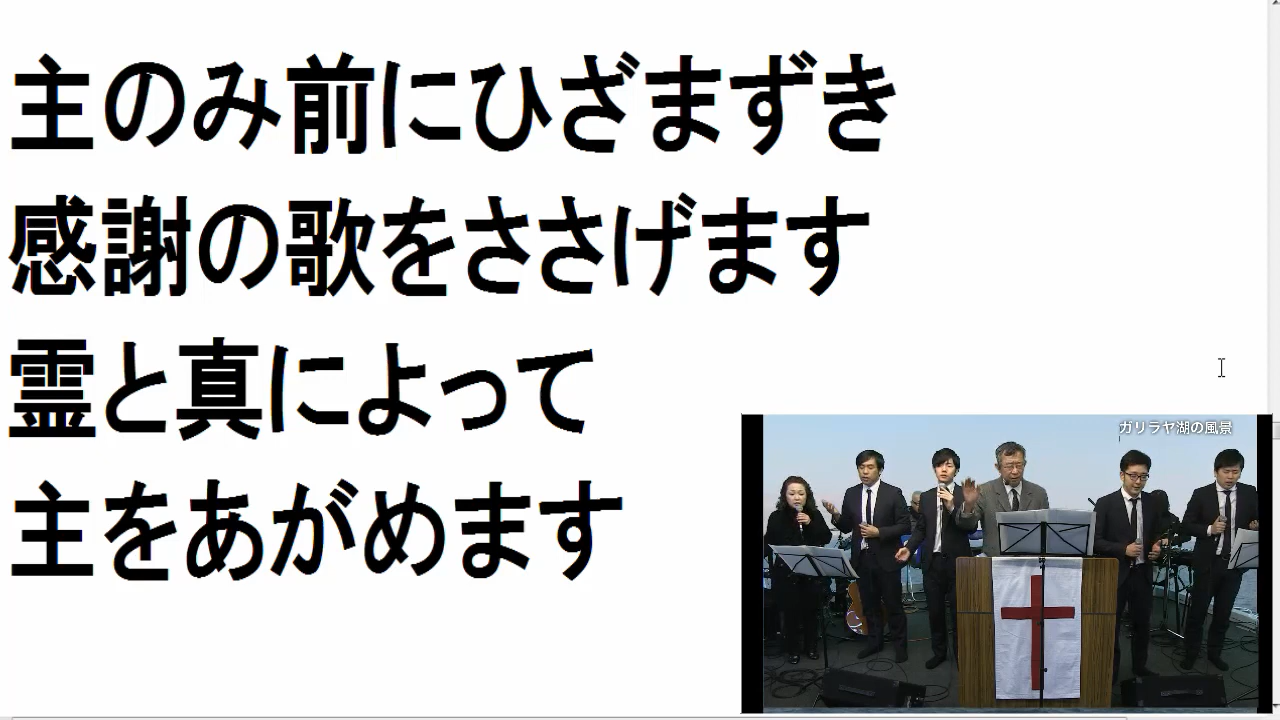 主のみ前にひざまずき
感謝の歌をささげます
霊と真によって
主をあがめます
ガリラヤ湖の風景